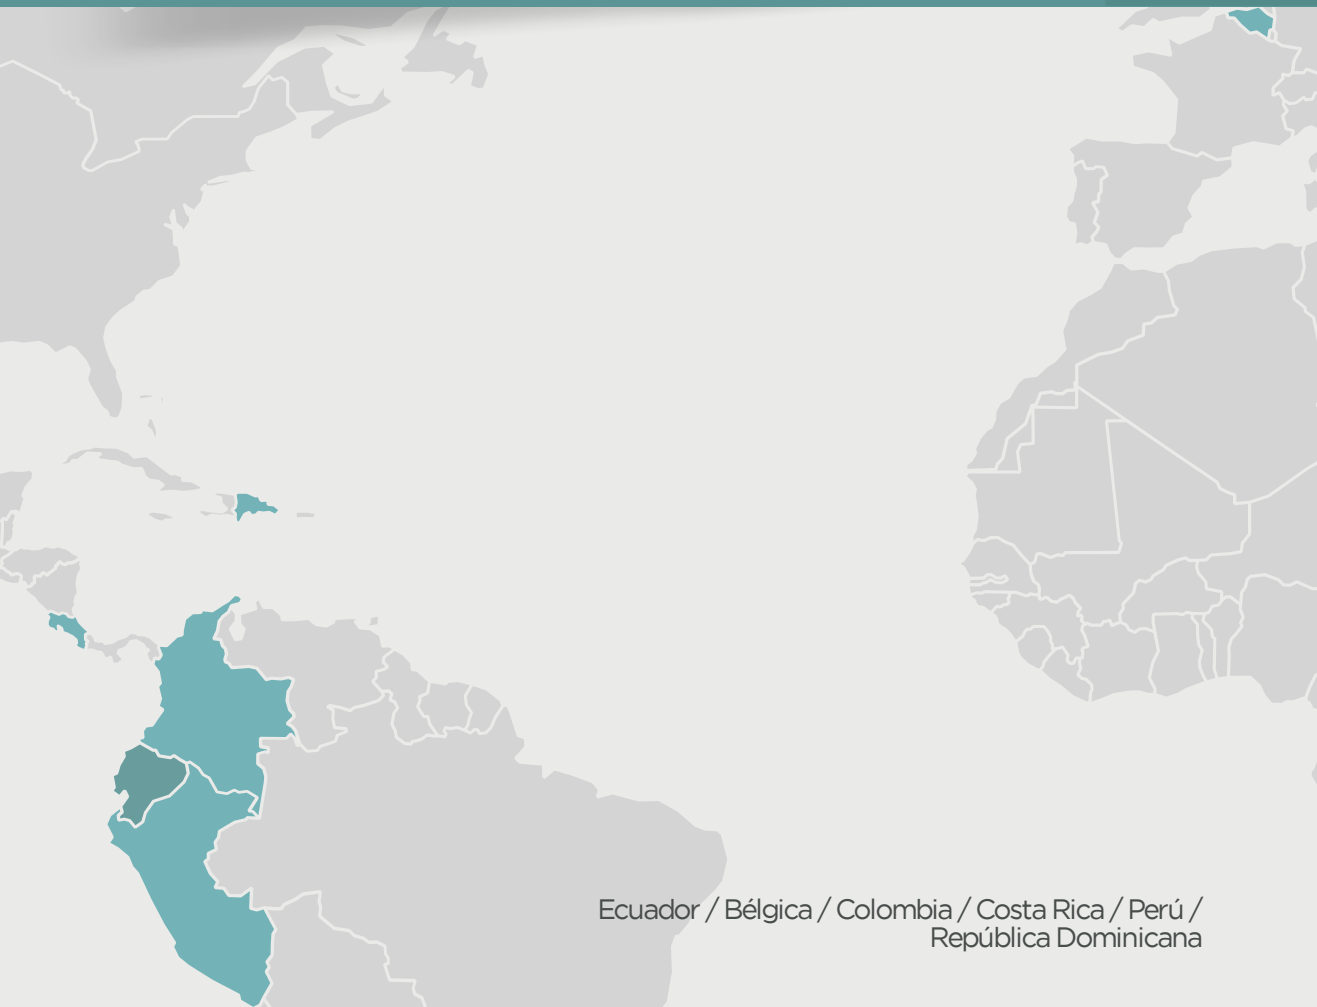 Ecuador / Bélgica / Colombia / Costa Rica / Perú /
República Dominicana